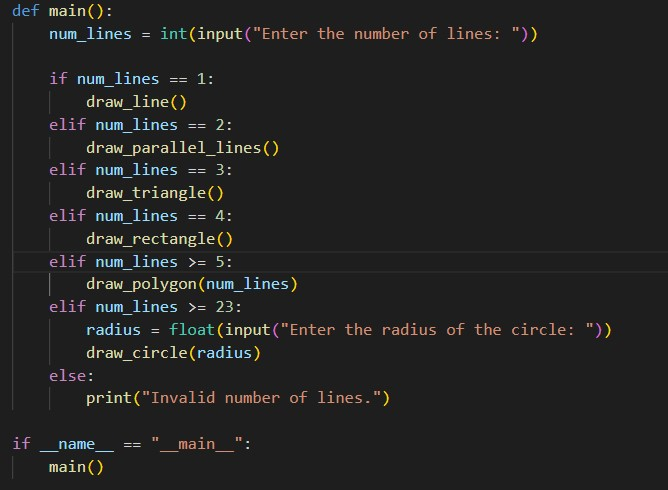 def main():
    num_lines = int(input("Enter the number of lines: "))

    if num_lines == 1:
        draw_line()
    elif num_lines == 2:
        draw_parallel_lines()
    elif num_lines == 3:
        draw_triangle()
    elif num_lines == 4:
        draw_rectangle()
    elif num_lines >= 5:
        draw_polygon(num_lines)
    elif num_lines >= 23:
        radius = float(input("Enter the radius of the circle: "))
        draw_circle(radius)
    else:
        print("Invalid number of lines.")

if __name__ == "__main__":
    main()